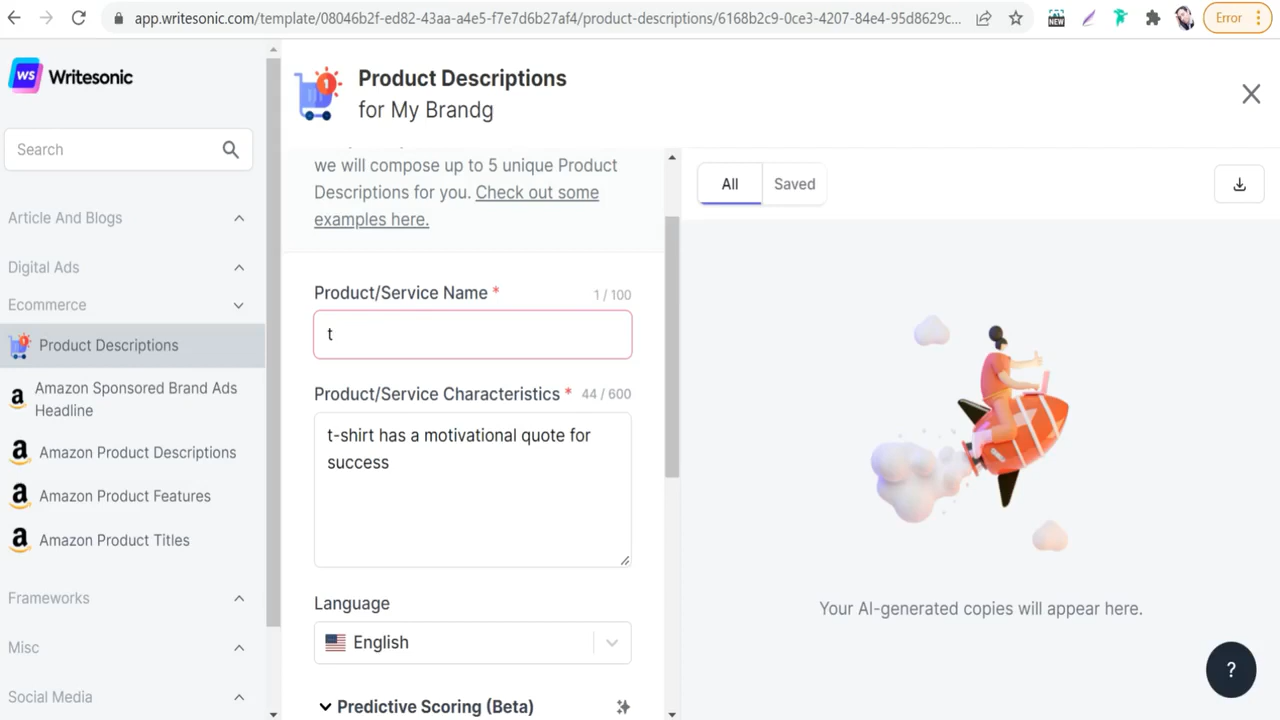 app.writesonic.com/template/08046b2f-ed82-43aa-a4e5-f7e7d6b27af4/product-descriptions/6168b2c9-0ce3-4207-84e4-95d8629c...
NEW
Error
WS Writesonic
Search
Article And Blogs
Digital Ads
Ecommerce
Product Descriptions
Amazon Sponsored Brand Ads
Headline
Amazon Product Descriptions
Amazon Product Features
Amazon Product Titles
Frameworks
Misc
Social Media
1
Product Descriptions
for My Brandg
we will compose up to 5 unique Product
Descriptions for you. Check out some
examples here.
Product/Service Name * 1 / 100
t
Product/Service Characteristics * 44 / 600
t-shirt has a motivational quote for
success
Language
English
Predictive Scoring (Beta)
All Saved
Your AI-generated copies will appear here.
?